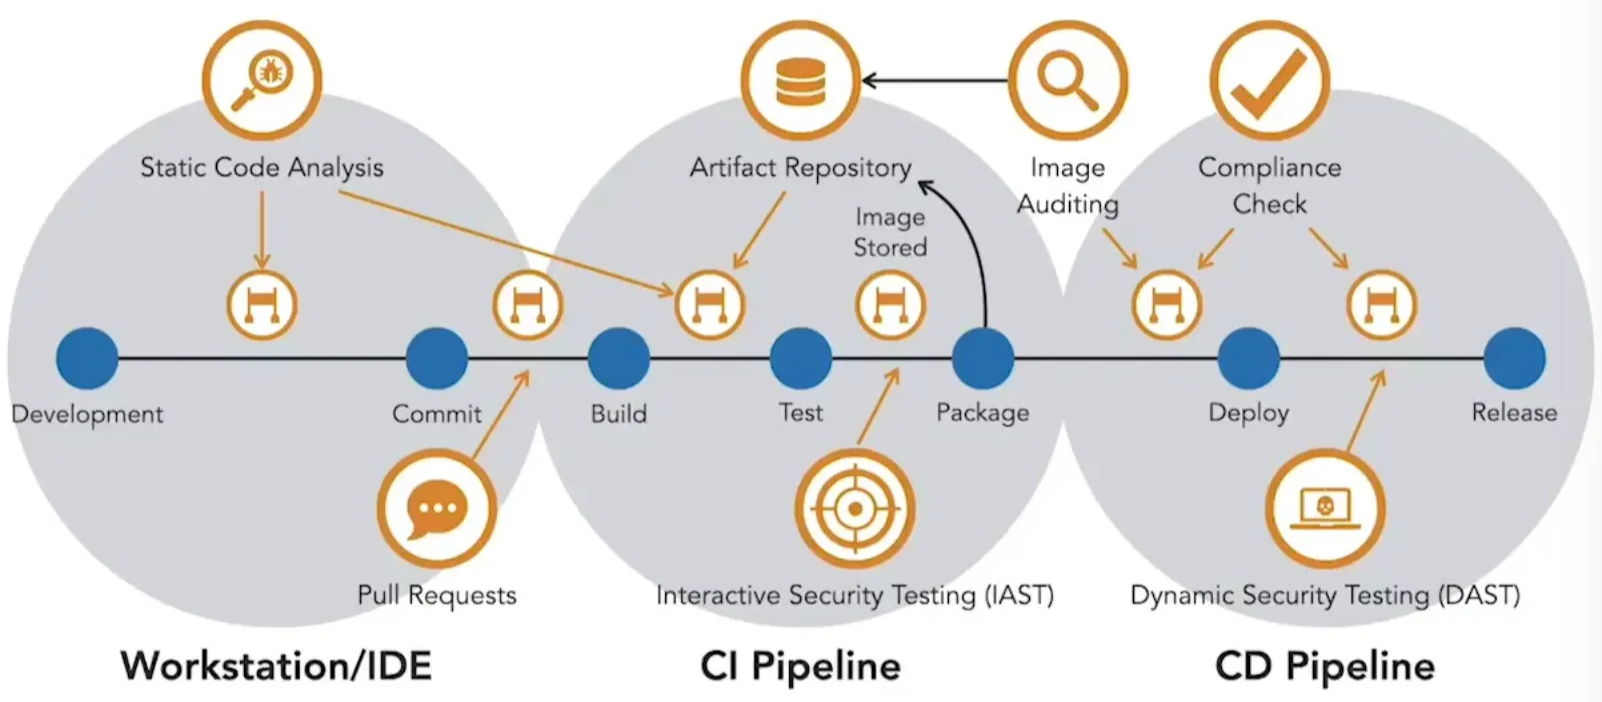 Static Code Analysis
Artifact Repository
Image
Auditing
Compliance
Check
Image
Stored
Development
Commit
Build
Test
Package
Deploy
Release
Pull Requests
Interactive Security Testing (IAST)
Dynamic Security Testing (DAST)
Workstation/IDE
CI Pipeline
CD Pipeline